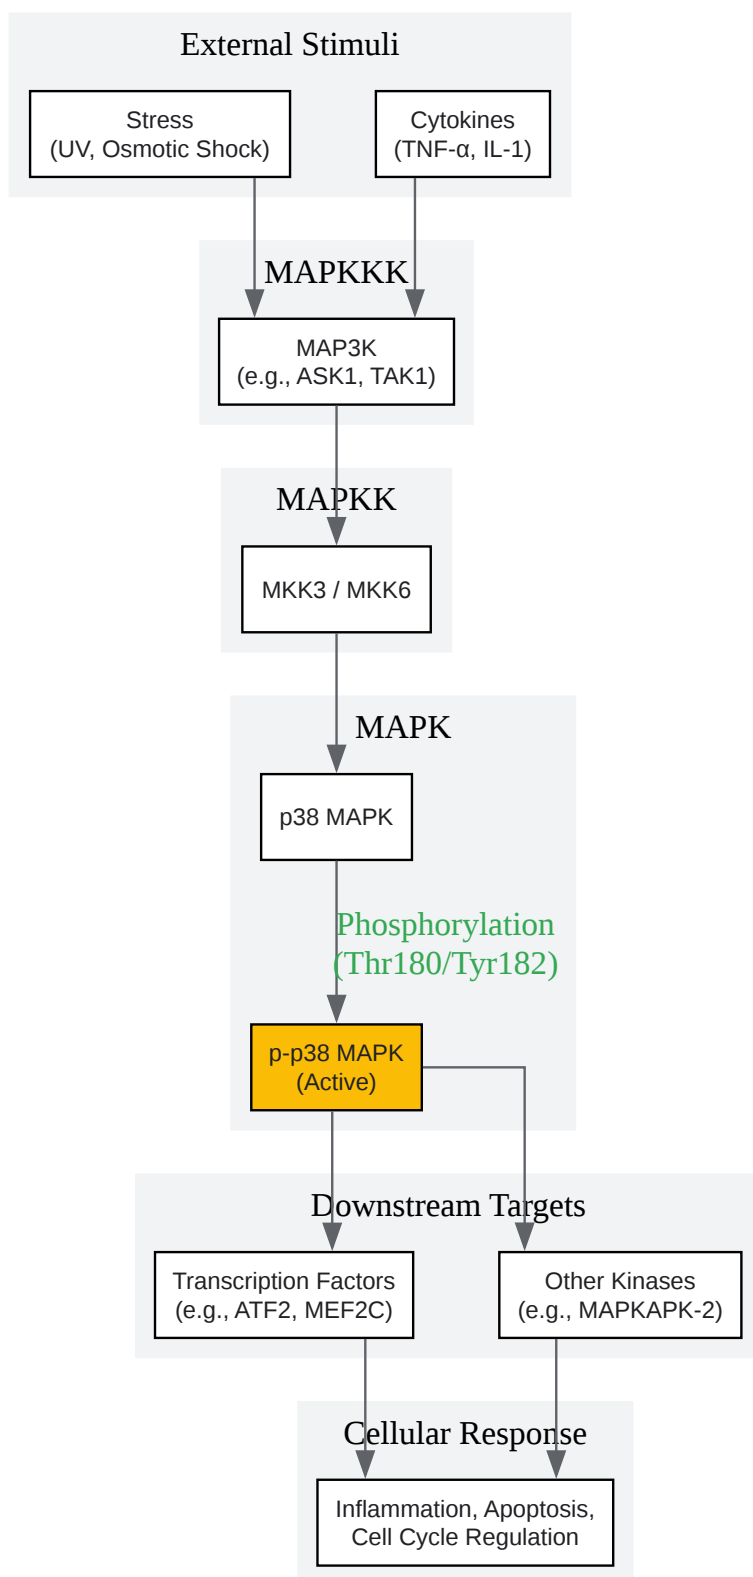 External Stimuli
Stress
(UV, Osmotic Shock)
Cytokines
(TNF-α, IL-1)
MAPKKK
MAP3K
(e.g., ASK1, TAK1)
MAPKK
MKK3 / MKK6
MAPK
p38 MAPK
Phosphorylation
(Thr180/Tyr182)
p-p38 MAPK
(Active)
Downstream Targets
Transcription Factors
(e.g., ATF2, MEF2C)
Other Kinases
(e.g., MAPKAPK-2)
Cellular Response
Inflammation, Apoptosis,
Cell Cycle Regulation